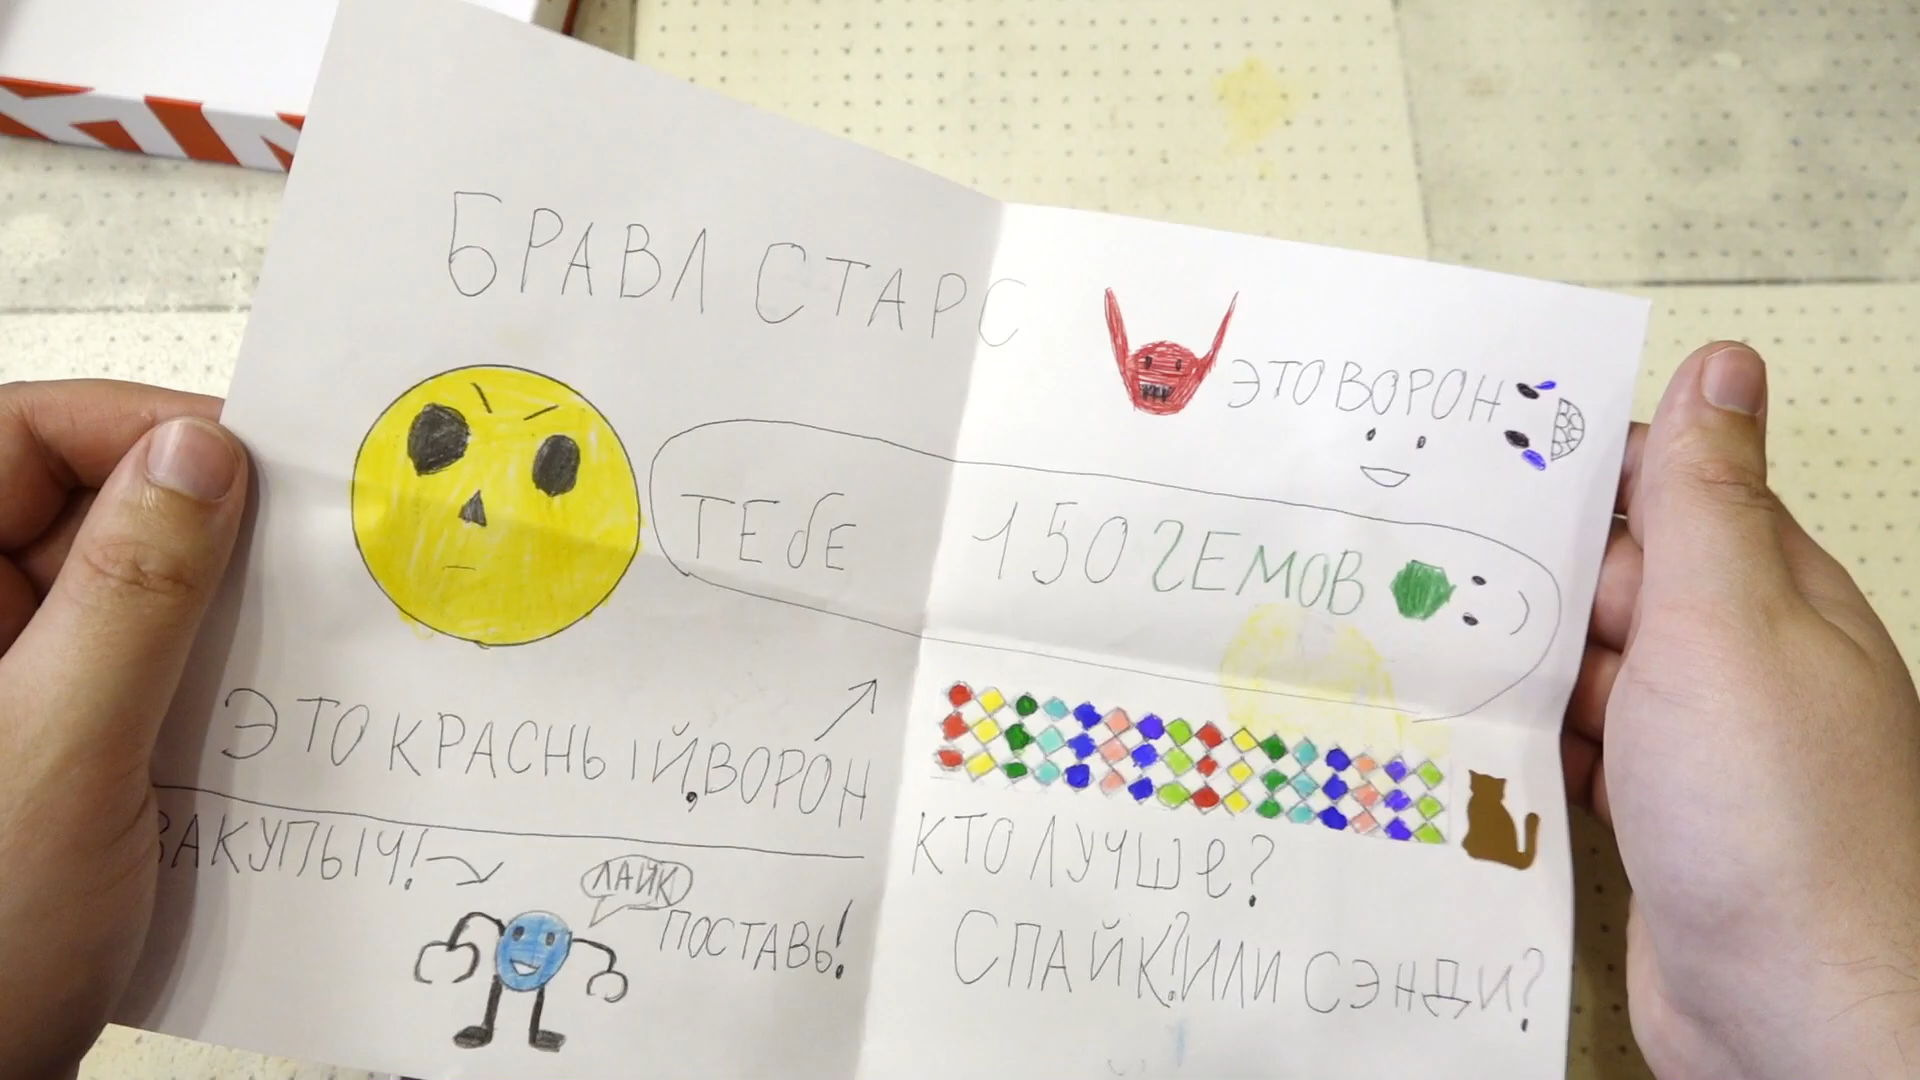 БРАВЛ СТАРС
ЭТО ВОРОН
ТЕБЕ 150 ГЕМОВ
ЭТО КРАСНЫЙ, ВОРОН
ЗАКУПЫЧ!
ЛАЙК
ПОСТАВЬ!
КТО ЛУЧШЕ?
СПАЙК? ИЛИ СЭНДИ?